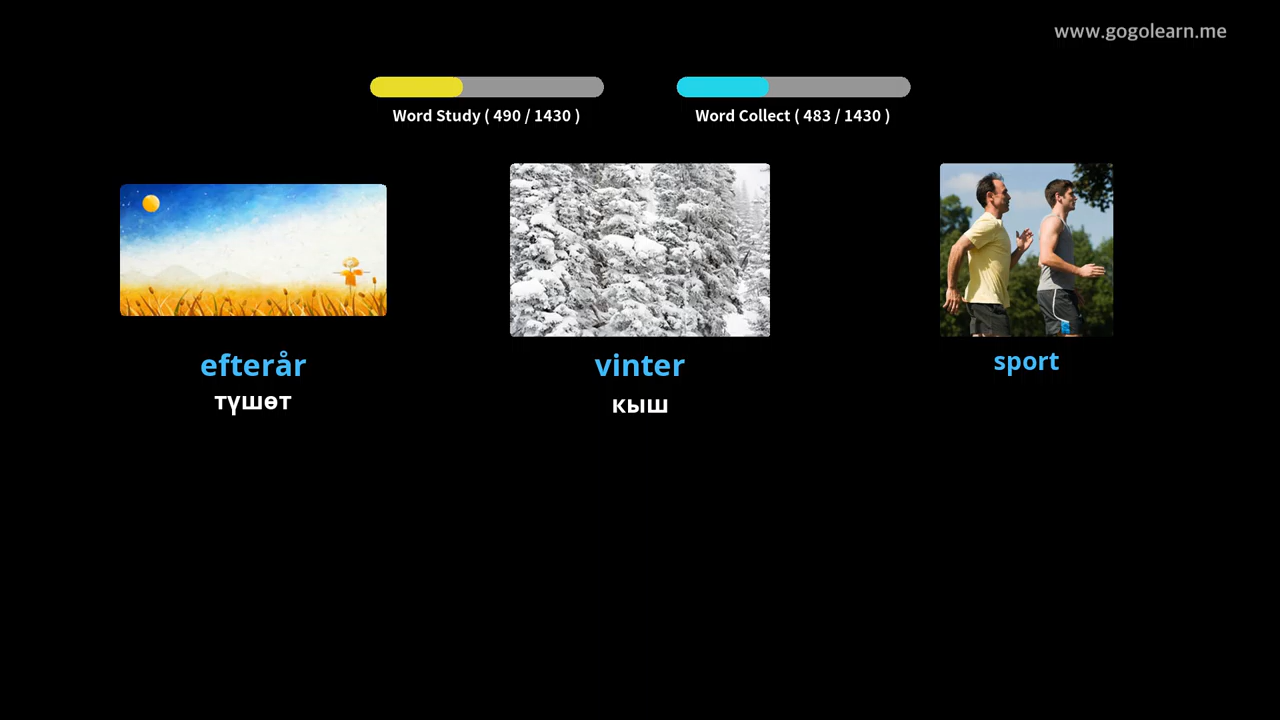 www.gogolearn.me
Word Study ( 490 / 1430 )
Word Collect ( 483 / 1430 )
efterår
түшөт
vinter
кыш
sport